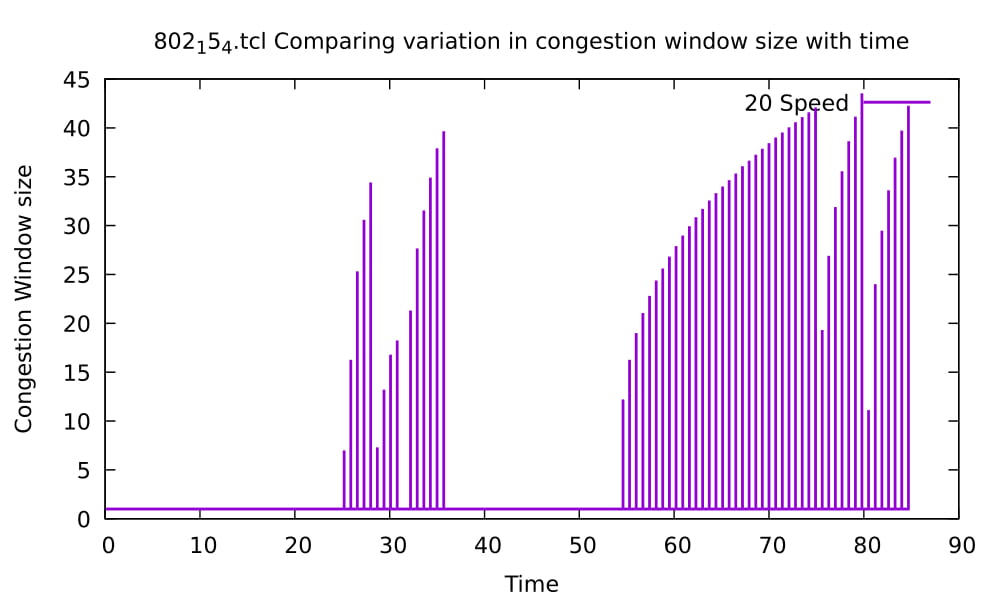 802₁5₄.tcl Comparing variation in congestion window size with time
45
40
35
30
25
20
15
10
5
0
Congestion Window size
20 Speed
0 10 20 30 40 50 60 70 80 90
Time